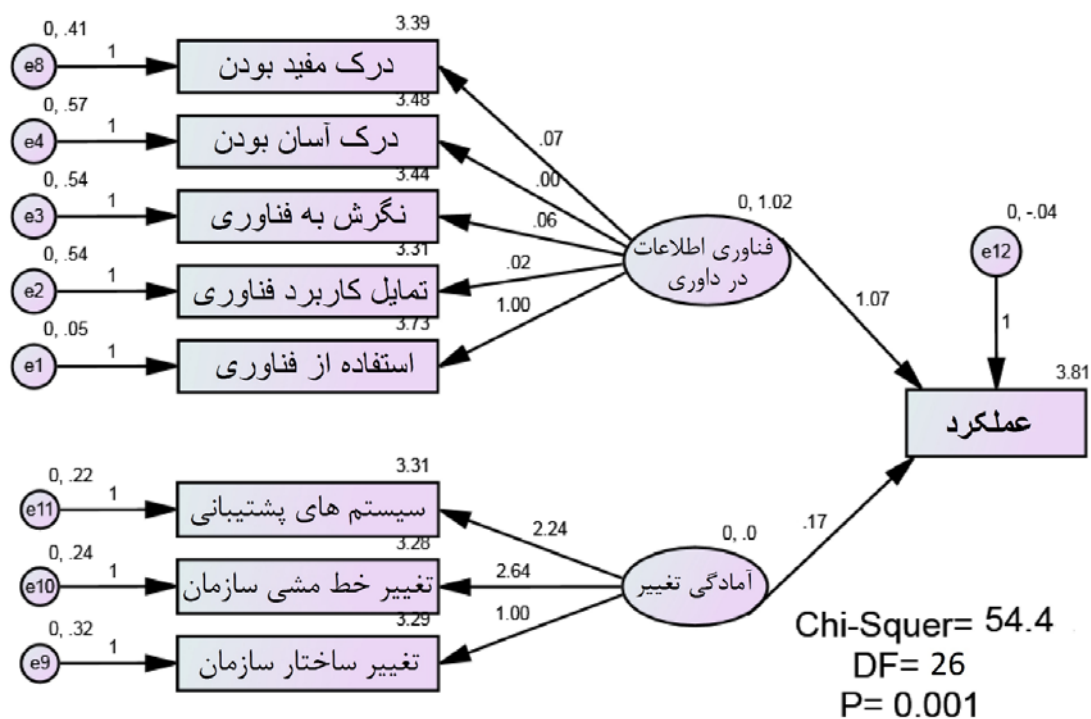 0, .41
e8
1
3.39
درک مفید بودن
0, .57
e4
1
3.48
درک آسان بودن
0, .54
e3
1
3.44
نگرش به فناوری
0, .54
e2
1
3.31
تمایل کاربرد فناوری
0, .05
e1
1
3.73
استفاده از فناوری
.07
.00
.06
.02
1.00
0, 1.02
فناوری اطلاعات
در داوری
1.07
0, -.04
e12
1
3.81
عملکرد
0, .22
e11
1
3.31
سیستم های پشتیبانی
0, .24
e10
1
3.28
تغییر خط مشی سازمان
0, .32
e9
1
3.29
تغییر ساختار سازمان
2.24
2.64
1.00
0, .0
آمادگی تغییر
.17
Chi-Squer= 54.4
DF= 26
P= 0.001